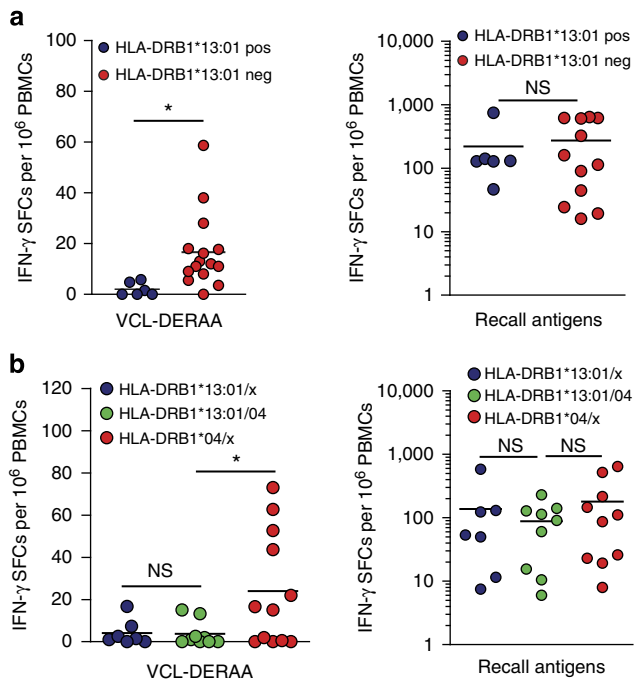 a
HLA-DRB1*13:01 pos
HLA-DRB1*13:01 neg
*
IFN-γ SFCs per 10⁶ PBMCs
100
80
60
40
20
0
VCL-DERAA
HLA-DRB1*13:01 pos
HLA-DRB1*13:01 neg
NS
IFN-γ SFCs per 10⁶ PBMCs
10,000
1,000
100
10
1
Recall antigens
b
HLA-DRB1*13:01/x
HLA-DRB1*13:01/04
HLA-DRB1*04/x
*
NS
IFN-γ SFCs per 10⁶ PBMCs
120
100
80
60
40
20
0
VCL-DERAA
HLA-DRB1*13:01/x
HLA-DRB1*13:01/04
HLA-DRB1*04/x
NS NS
IFN-γ SFCs per 10⁶ PBMCs
10,000
1,000
100
10
1
Recall antigens